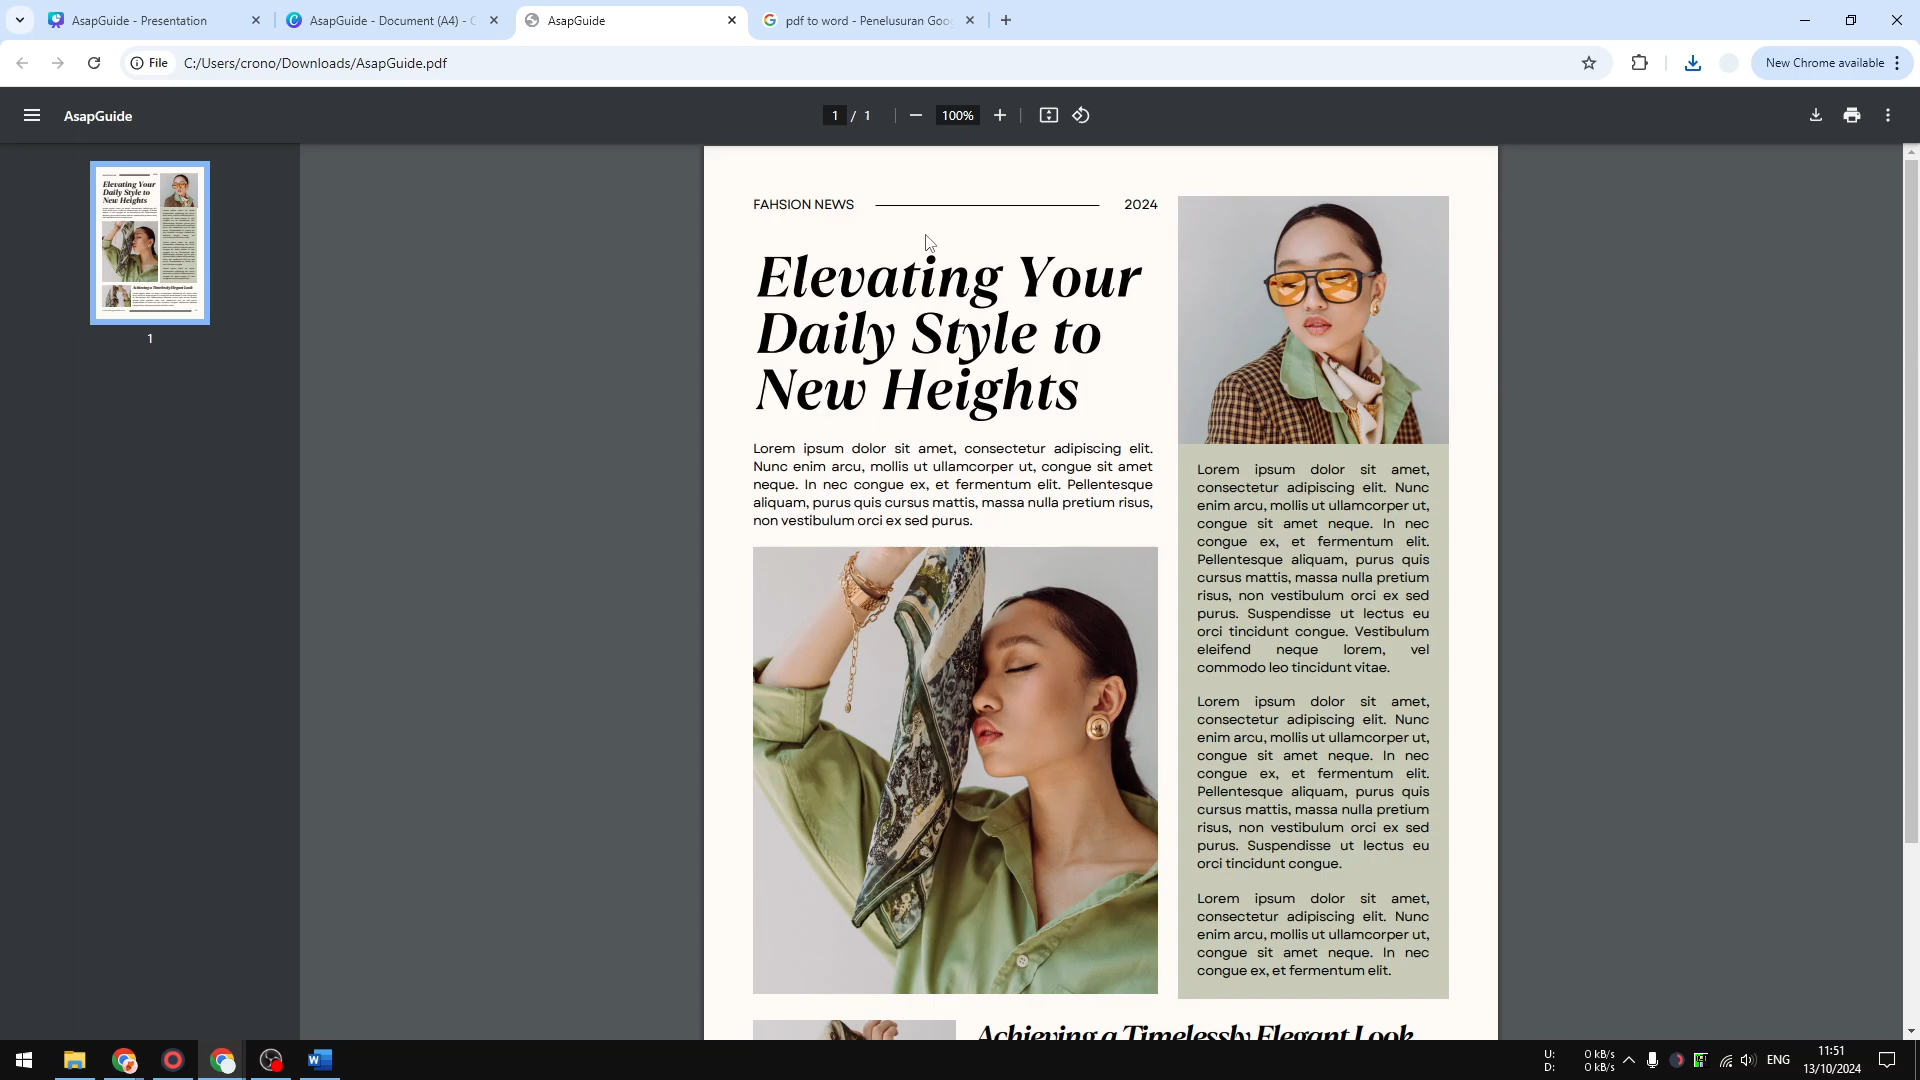 AsapGuide - Presentation
AsapGuide - Document (A4) - C
AsapGuide
pdf to word - Penelusuran Goo
File
C:/Users/crono/Downloads/AsapGuide.pdf
New Chrome available
AsapGuide
1 / 1
100%
1
FAHSION NEWS
2024
Elevating Your
Daily Style to
New Heights
Lorem ipsum dolor sit amet, consectetur adipiscing elit.
Nunc enim arcu, mollis ut ullamcorper ut, congue sit amet
neque. In nec congue ex, et fermentum elit. Pellentesque
aliquam, purus quis cursus mattis, massa nulla pretium risus,
non vestibulum orci ex sed purus.
Lorem ipsum dolor sit amet,
consectetur adipiscing elit. Nunc
enim arcu, mollis ut ullamcorper ut,
congue sit amet neque. In nec
congue ex, et fermentum elit.
Pellentesque aliquam, purus quis
cursus mattis, massa nulla pretium
risus, non vestibulum orci ex sed
purus. Suspendisse ut lectus eu
orci tincidunt congue. Vestibulum
eleifend neque lorem, vel
commodo leo tincidunt vitae.
Lorem ipsum dolor sit amet,
consectetur adipiscing elit. Nunc
enim arcu, mollis ut ullamcorper ut,
congue sit amet neque. In nec
congue ex, et fermentum elit.
Pellentesque aliquam, purus quis
cursus mattis, massa nulla pretium
risus, non vestibulum orci ex sed
purus. Suspendisse ut lectus eu
orci tincidunt congue.
Lorem ipsum dolor sit amet,
consectetur adipiscing elit. Nunc
enim arcu, mollis ut ullamcorper ut,
congue sit amet neque. In nec
congue ex, et fermentum elit.
Achieving a Timelessly Elegant Look
U: 0 kB/s
D: 0 kB/s
ENG
11:51
13/10/2024